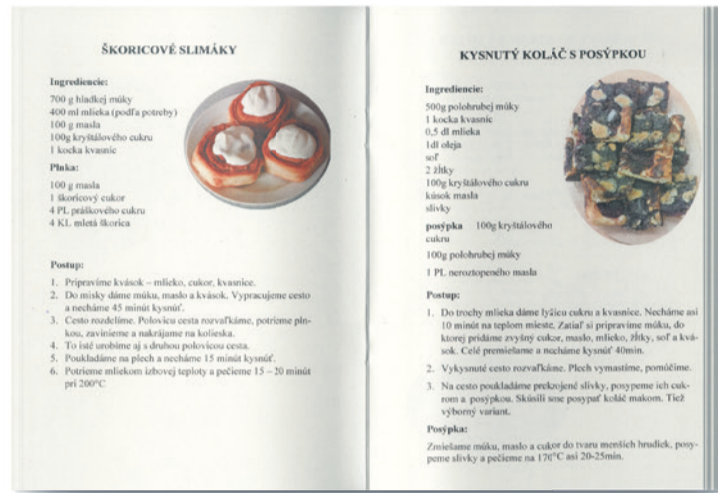 ŠKORICOVÉ SLIMÁKY
Ingrediencie:
700 g hladkej múky
400 ml mlieka (podľa potreby)
100 g masla
100g kryštálového cukru
1 kocka kvasníc
Plnka:
100 g masla
1 škoricový cukor
4 PL práškového cukru
4 KL mletá škorica
Postup:
1. Pripravíme kvások – mlieko, cukor, kvasnice.
2. Do misky dáme múku, maslo a kvások. Vypracujeme cesto
a necháme 45 minút kysnúť.
3. Cesto rozdelíme. Polovicu cesta rozvaľkáme, potrieme pln-
kou, zavinieme a nakrájame na kolieska.
4. To isté urobíme aj s druhou polovicou cesta.
5. Poukladáme na plech a necháme 15 minút kysnúť.
6. Potrieme mliekom izbovej teploty a pečieme 15 – 20 minút
pri 200°C
KYSNUTÝ KOLÁČ S POSÝPKOU
Ingrediencie:
500g polohrubej múky
1 kocka kvasníc
0,5 dl mlieka
1dl oleja
soľ
2 žĺtky
100g kryštálového cukru
kúsok masla
slivky
posýpka 100g kryštálového
cukru
100g polohrubej múky
1 PL neroztopeného masla
Postup:
1. Do trochy mlieka dáme lyžicu cukru a kvasnice. Necháme asi
10 minút na teplom mieste. Zatiaľ si pripravíme múku, do
ktorej pridáme zvyšný cukor, maslo, mlieko, žĺtky, soľ a kvá-
sok. Celé premiešame a necháme kysnúť 40min.
2. Vykysnuté cesto rozvaľkáme. Plech vymastíme, pomúčime.
3. Na cesto poukladáme prekrojené slivky, posypeme ich cuk-
rom a posýpkou. Skúsili sme posypať koláč makom. Tiež
výborný variant.
Posýpka:
Zmiešame múku, maslo a cukor do tvaru menších hrudiek, posy-
peme slivky a pečieme na 170°C asi 20-25min.